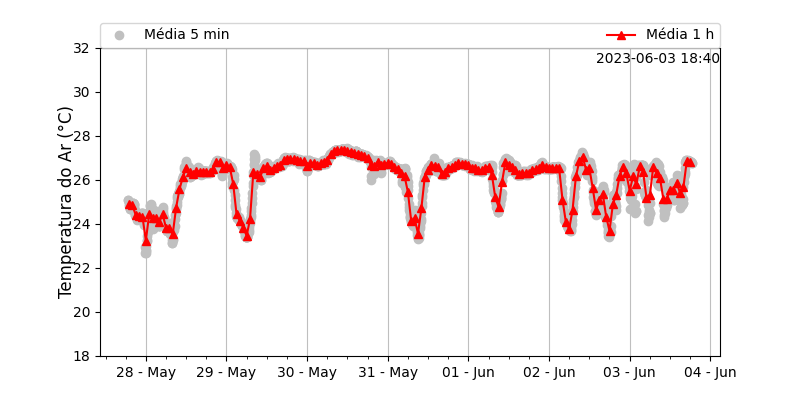 Média 5 min
Média 1 h
2023-06-03 18:40
Temperatura do Ar (°C)
32
30
28
26
24
22
20
18
28 - May
29 - May
30 - May
31 - May
01 - Jun
02 - Jun
03 - Jun
04 - Jun